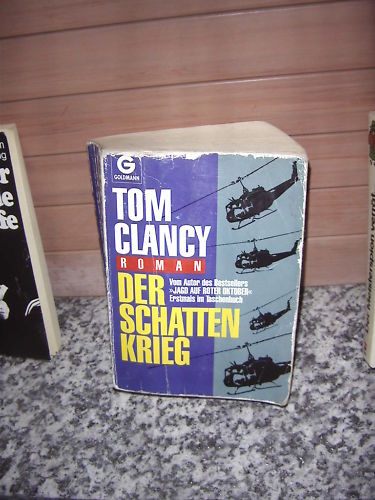 G
GOLDMANN
TOM
CLANCY
ROMAN
Vom Autor des Bestsellers
»JAGD AUF ROTER OKTOBER«
Erstmals im Taschenbuch
DER
SCHATTEN
KRIEG